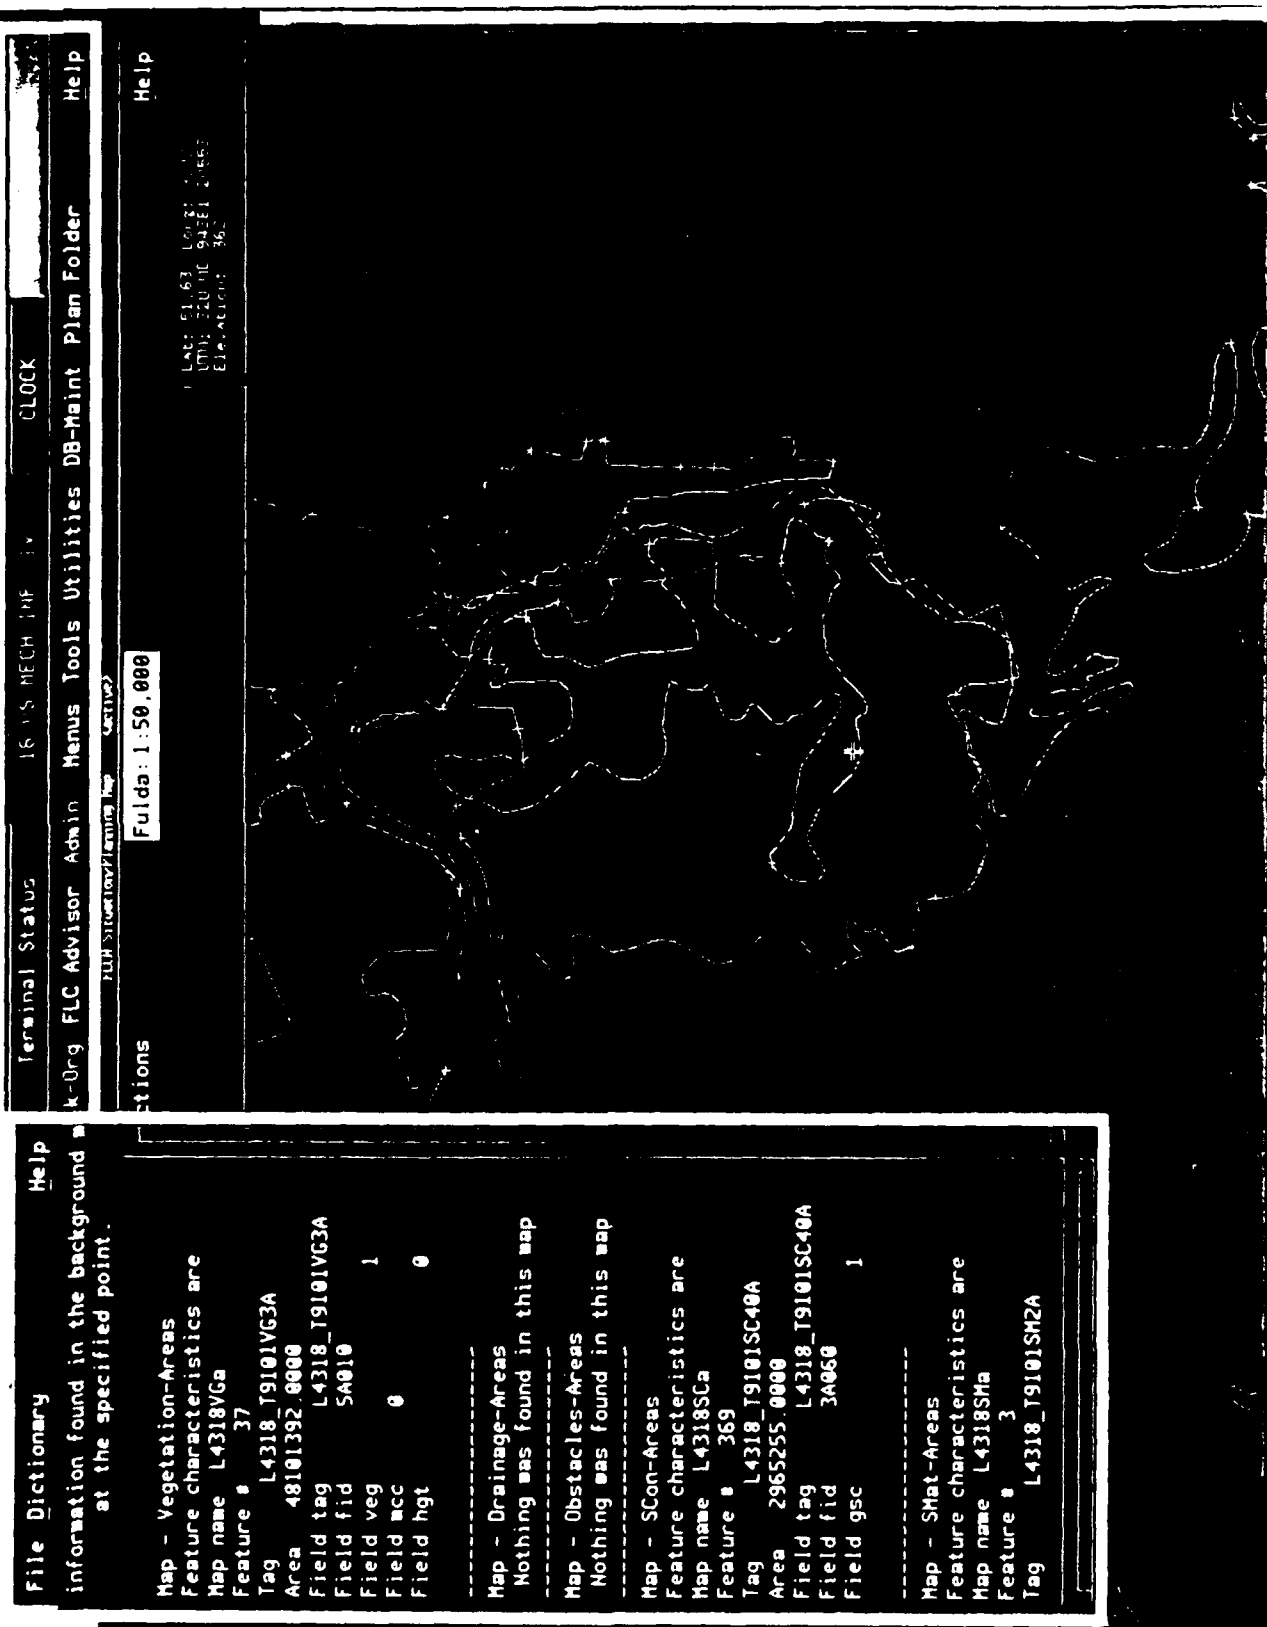 Terminal Status
MECH
CLOCK
k-Org FLC Advisor Admin Menus Tools Utilities DB-Maint Plan Folder Help
ctions
Fulda: 1:50,000
Help
File Dictionary Help
information found in the background m
at the specified point.
Map - Vegetation-Areas
Feature characteristics are
Map name L4318VGa
Feature # 37
Tag L4318_T9101VG3A
Area 48101392.0000
Field tag L4318_T9101VG3A
Field fid 5A010
Field veg 1
Field mcc 0
Field hgt 0
--------------------
Map - Drainage-Areas
Nothing was found in this map
--------------------
Map - Obstacles-Areas
Nothing was found in this map
--------------------
Map - SCon-Areas
Feature characteristics are
Map name L4318SCa
Feature # 369
Tag L4318_T9101SC40A
Area 2965255.0000
Field tag L4318_T9101SC40A
Field fid 3A060
Field gsc 1
--------------------
Map - SMat-Areas
Feature characteristics are
Map name L4318SMa
Feature # 3
Tag L4318_T9101SM2A